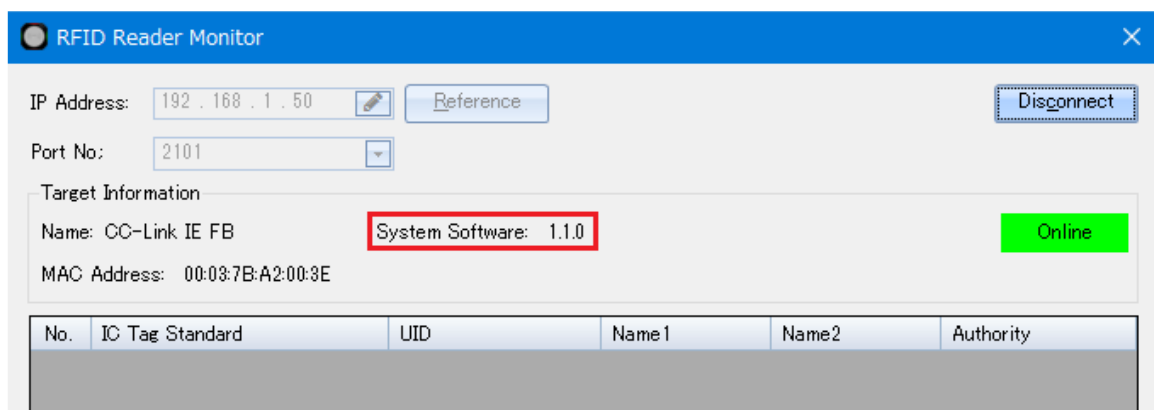 RFID Reader Monitor
IP Address: 192 . 168 . 1 . 50 Reference Disconnect
Port No: 2101
Target Information
Name: CC-Link IE FB System Software: 1.1.0 Online
MAC Address: 00:03:7B:A2:00:3E
No. IC Tag Standard UID Name1 Name2 Authority